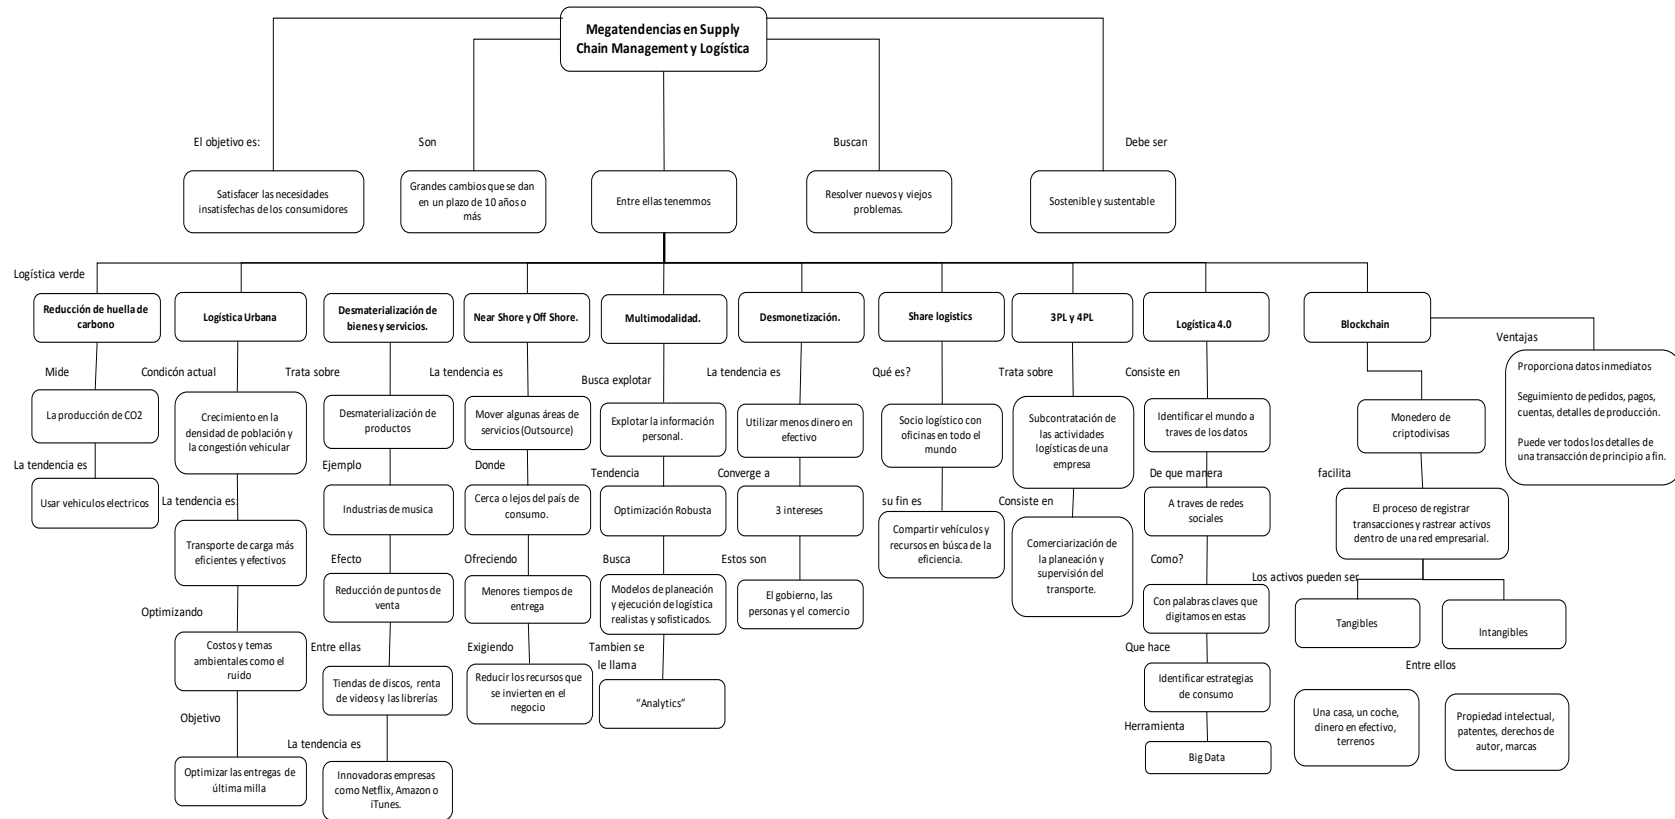 Megatendencias en Supply
Chain Management y Logística
El objetivo es:
Son
Buscan
Debe ser
Satisfacer las necesidades
insatisfechas de los consumidores
Grandes cambios que se dan
en un plazo de 10 años o
más
Entre ellas tenemmos
Resolver nuevos y viejos
problemas.
Sostenible y sustentable
Logística verde
Reducción de huella de
carbono
Mide
La producción de CO2
La tendencia es
Usar vehiculos electricos
Logística Urbana
Condicón actual
Crecimiento en la
densidad de población y
la congestión vehicular
La tendencia es:
Transporte de carga más
eficientes y efectivos
Optimizando
Costos y temas
ambientales como el
ruido
Objetivo
Optimizar las entregas de
última milla
Desmaterialización de
bienes y servicios.
Trata sobre
Desmaterialización de
productos
Ejemplo
Industrias de musica
Efecto
Reducción de puntos de
venta
Entre ellas
Tiendas de discos, renta
de videos y las librerías
La tendencia es
Innovadoras empresas
como Netflix, Amazon o
iTunes.
Near Shore y Off Shore.
La tendencia es
Mover algunas áreas de
servicios (Outsource)
Donde
Cerca o lejos del país de
consumo.
Ofreciendo
Menores tiempos de
entrega
Exigiendo
Reducir los recursos que
se invierten en el
negocio
Multimodalidad.
Busca explotar
Explotar la información
personal.
Tendencia
Optimización Robusta
Busca
Modelos de planeación
y ejecución de logística
realistas y sofisticados.
Tambien se
le llama
“Analytics”
Desmonetización.
La tendencia es
Utilizar menos dinero en
efectivo
Converge a
3 intereses
Estos son
El gobierno, las
personas y el comercio
Share logistics
Qué es?
Socio logístico con
oficinas en todo el
mundo
su fin es
Compartir vehículos y
recursos en búsca de la
eficiencia.
3PL y 4PL
Trata sobre
Subcontratación de
las actividades
logísticas de una
empresa
Consiste en
Comerciarización de
la planeación y
supervisión del
transporte.
Logística 4.0
Consiste en
Identificar el mundo a
traves de los datos
De que manera
A traves de redes
sociales
Como?
Con palabras claves que
digitamos en estas
Que hace
Identificar estrategias
de consumo
Herramienta
Big Data
Blockchain
Monedero de
criptodivisas
facilita
El proceso de registrar
transacciones y rastrear activos
dentro de una red empresarial.
Los activos pueden ser
Tangibles
Intangibles
Entre ellos
Una casa, un coche,
dinero en efectivo,
terrenos
Propiedad intelectual,
patentes, derechos de
autor, marcas
Ventajas
Proporciona datos inmediatos
Seguimiento de pedidos, pagos,
cuentas, detalles de producción.
Puede ver todos los detalles de
una transacción de principio a fin.